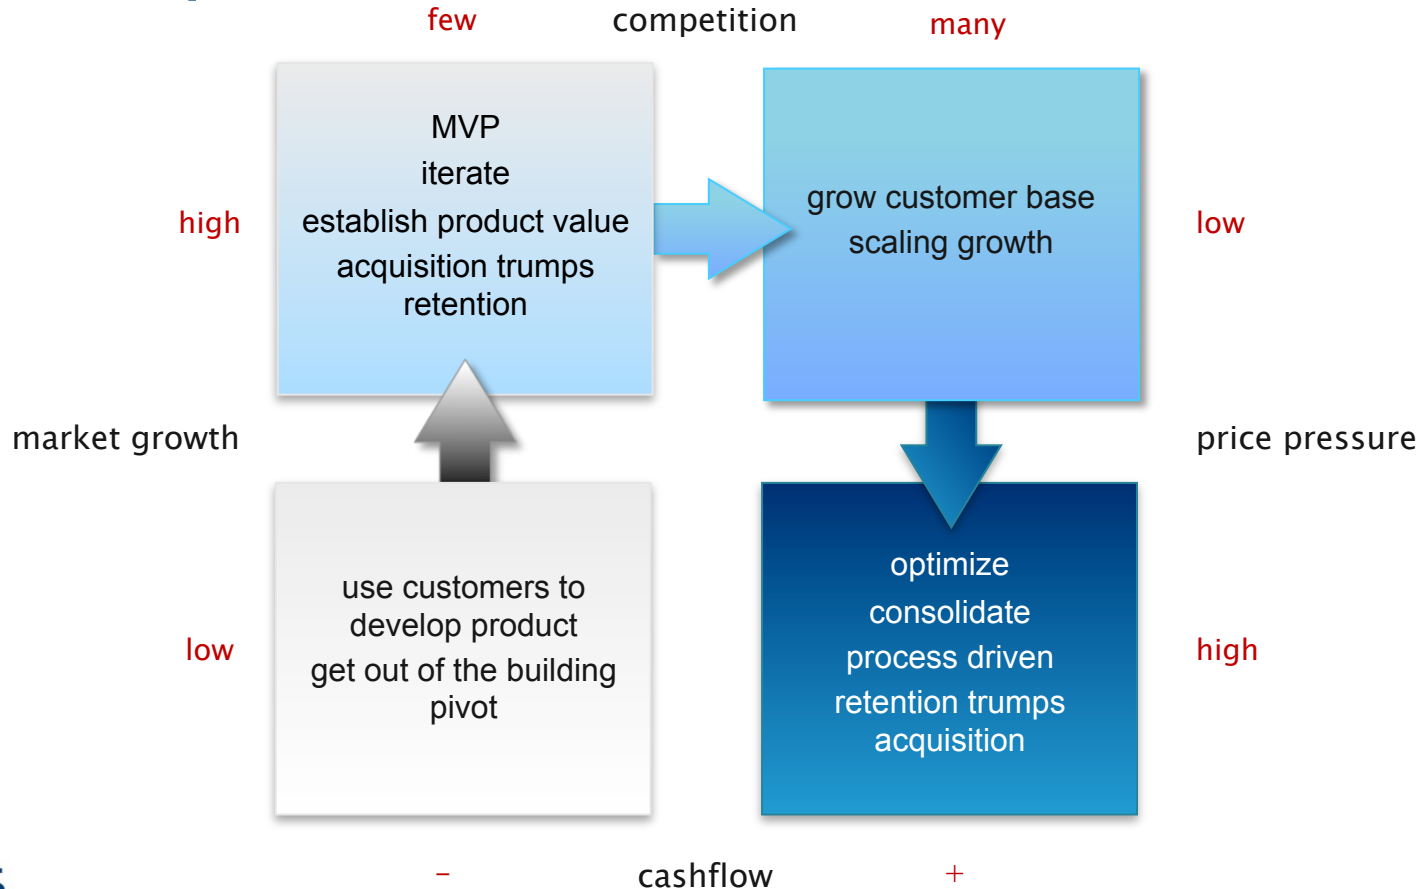 few competition many
MVP
iterate
establish product value
acquisition trumps
retention
grow customer base
scaling growth
high
low
market growth
price pressure
use customers to
develop product
get out of the building
pivot
optimize
consolidate
process driven
retention trumps
acquisition
low
high
- cashflow +